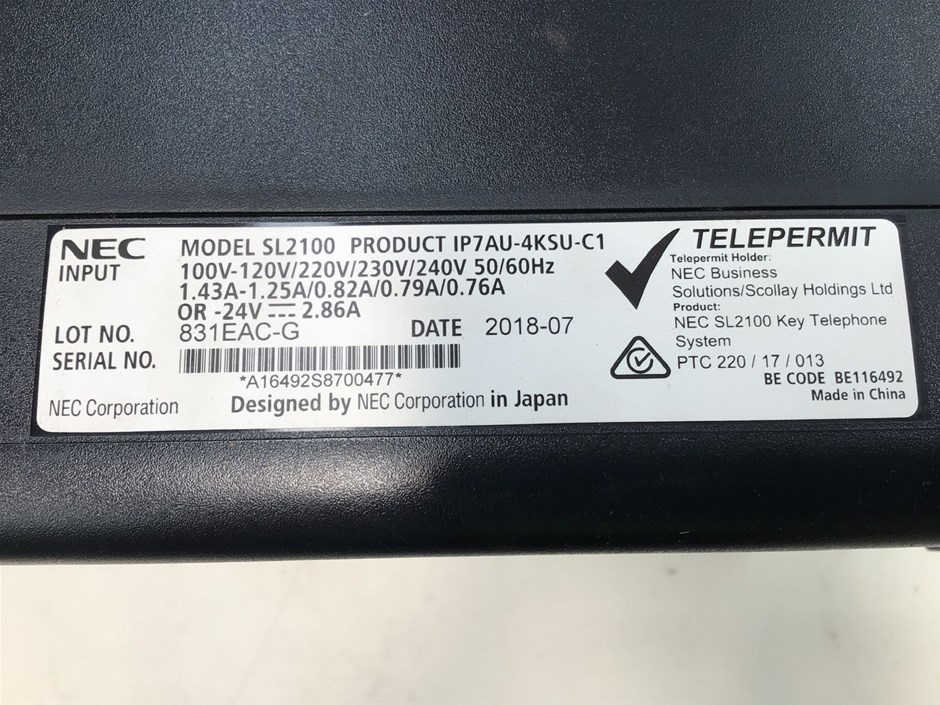 NEC MODEL SL2100 PRODUCT IP7AU-4KSU-C1
INPUT 100V-120V/220V/230V/240V 50/60Hz
1.43A-1.25A/0.82A/0.79A/0.76A
OR -24V ⎓ 2.86A
LOT NO. 831EAC-G DATE 2018-07
SERIAL NO.
*A16492S8700477*
NEC Corporation Designed by NEC Corporation in Japan
TELEPERMIT
Telepermit Holder:
NEC Business
Solutions/Scollay Holdings Ltd
Product:
NEC SL2100 Key Telephone
System
PTC 220 / 17 / 013
BE CODE BE116492
Made in China